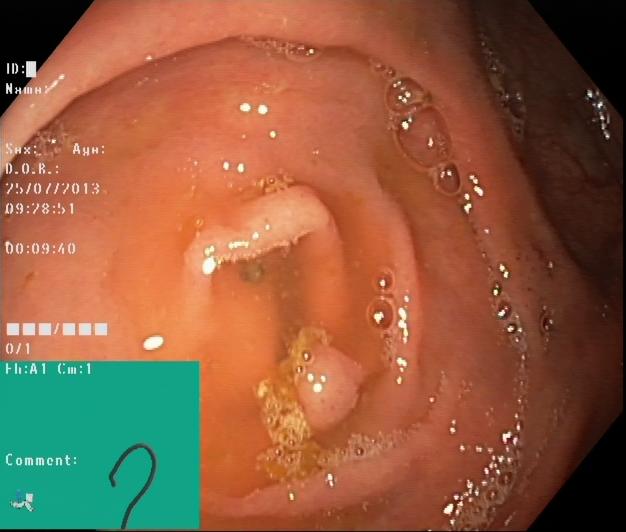 ID:
Name:
Sex: Age:
D.O.B.:
25/07/2013
09:28:51
00:09:40
/
0/1
Eh:A1 Cm:1
Comment: